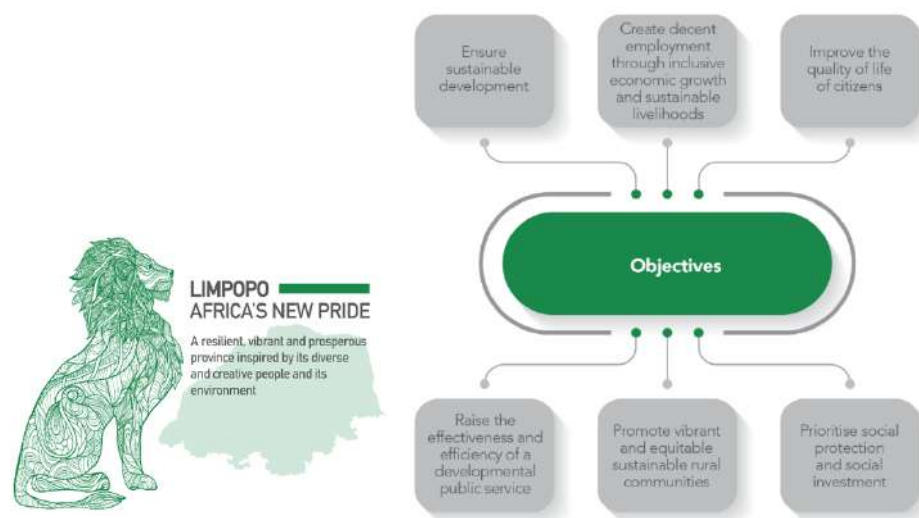 Ensure
sustainable
development
Create decent
employment
through inclusive
economic growth
and sustainable
livelihoods
Improve the
quality of life
of citizens
Objectives
LIMPOPO
AFRICA'S NEW PRIDE
A resilient, vibrant and prosperous
province inspired by its diverse
and creative people and its
environment
Raise the
effectiveness and
efficiency of a
developmental
public service
Promote vibrant
and equitable
sustainable rural
communities
Prioritise social
protection
and social
investment